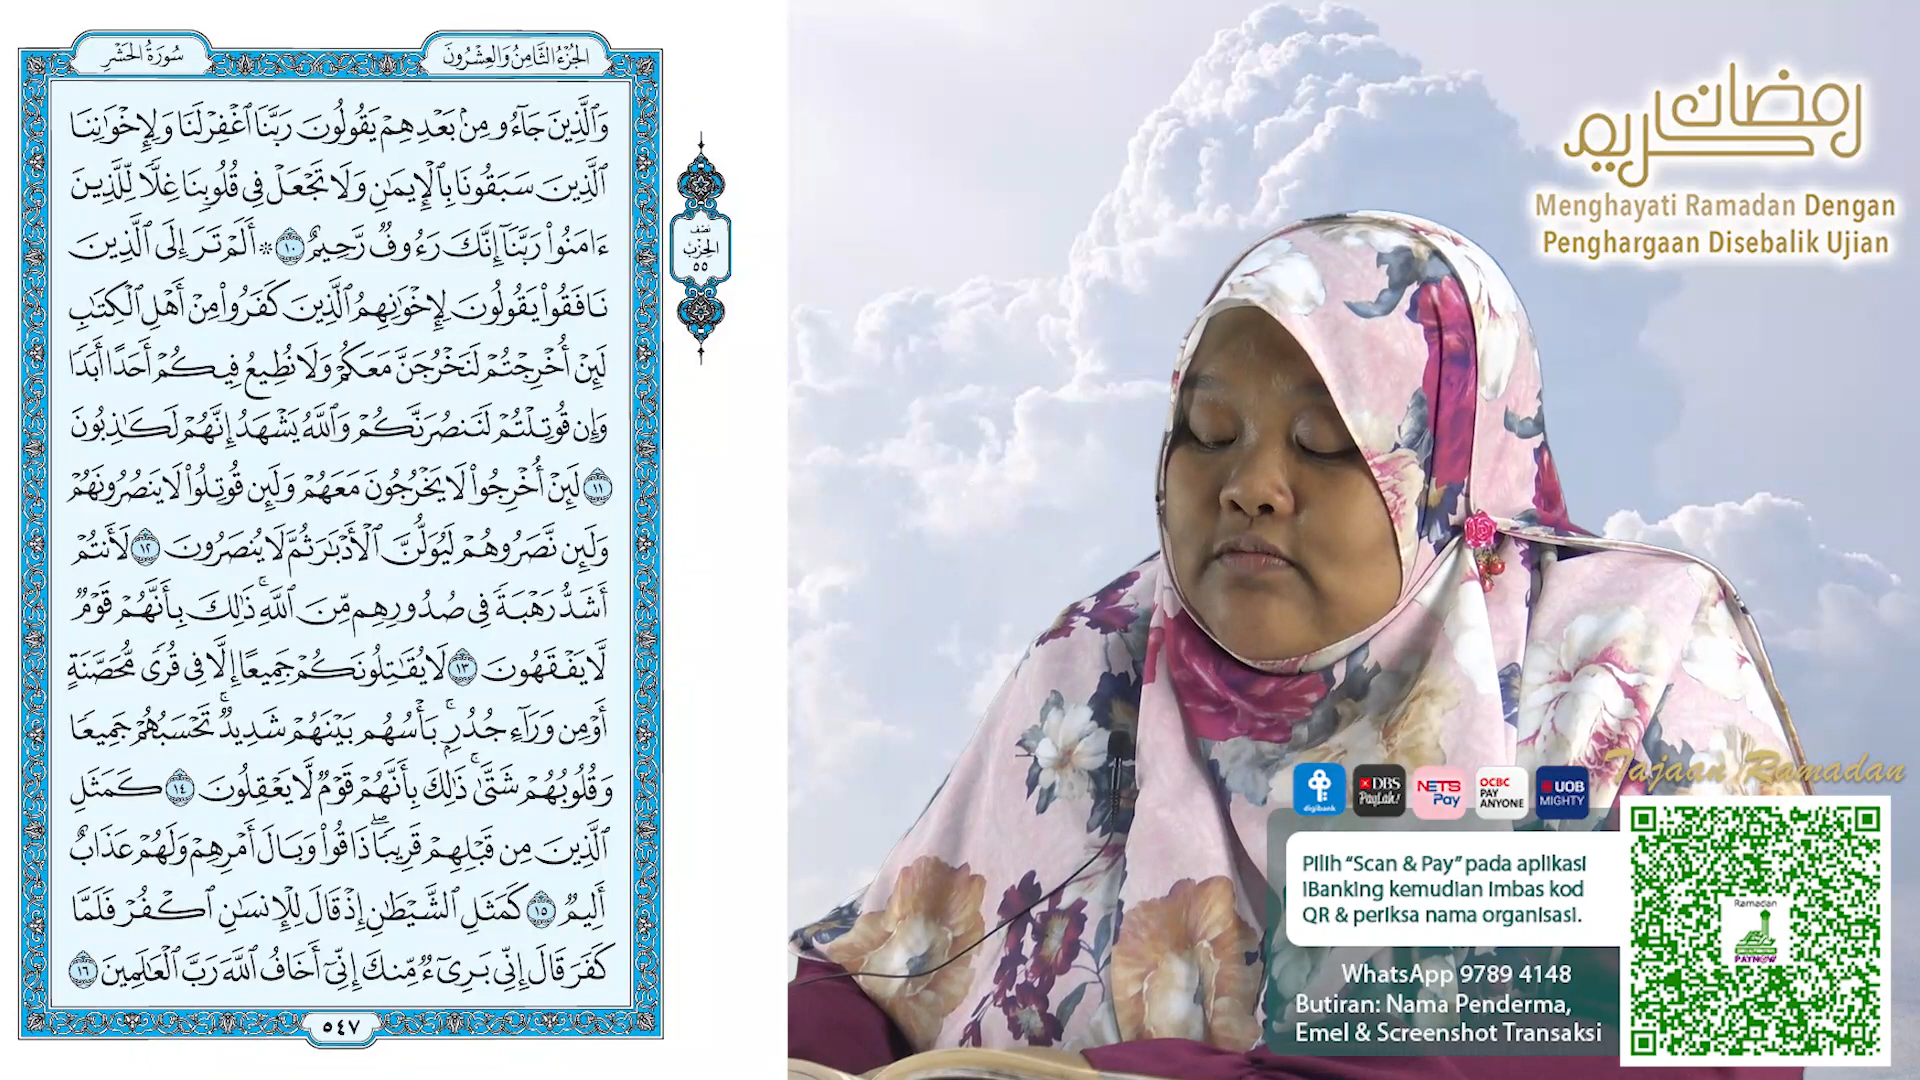 سُورَةُ الحَشْرِ
الجُزْءُ الثَّامِنُ وَالعِشْرُونَ
وَٱلَّذِينَ جَآءُو مِنۢ بَعْدِهِمْ يَقُولُونَ رَبَّنَا ٱغْفِرْ لَنَا وَلِإِخْوَٰنِنَا
ٱلَّذِينَ سَبَقُونَا بِٱلْإِيمَٰنِ وَلَا تَجْعَلْ فِى قُلُوبِنَا غِلًّا لِّلَّذِينَ
ءَامَنُوا۟ رَبَّنَآ إِنَّكَ رَءُوفٌ رَّحِيمٌ ١٠ ۞ أَلَمْ تَرَ إِلَى ٱلَّذِينَ
نَافَقُوا۟ يَقُولُونَ لِإِخْوَٰنِهِمُ ٱلَّذِينَ كَفَرُوا۟ مِنْ أَهْلِ ٱلْكِتَٰبِ
لَئِنْ أُخْرِجْتُمْ لَنَخْرُجَنَّ مَعَكُمْ وَلَا نُطِيعُ فِيكُمْ أَحَدًا أَبَدًا
وَإِن قُوتِلْتُمْ لَنَنصُرَنَّكُمْ وَٱللَّهُ يَشْهَدُ إِنَّهُمْ لَكَٰذِبُونَ
١١ لَئِنْ أُخْرِجُوا۟ لَا يَخْرُجُونَ مَعَهُمْ وَلَئِن قُوتِلُوا۟ لَا يَنصُرُونَهُمْ
وَلَئِن نَّصَرُوهُمْ لَيُوَلُّنَّ ٱلْأَدْبَٰرَ ثُمَّ لَا يُنصَرُونَ ١٢ لَأَنتُمْ
أَشَدُّ رَهْبَةً فِى صُدُورِهِم مِّنَ ٱللَّهِ ۚ ذَٰلِكَ بِأَنَّهُمْ قَوْمٌ
لَّا يَفْقَهُونَ ١٣ لَا يُقَٰتِلُونَكُمْ جَمِيعًا إِلَّا فِى قُرًى مُّحَصَّنَةٍ
أَوْ مِن وَرَآءِ جُدُرٍۭ ۚ بَأْسُهُم بَيْنَهُمْ شَدِيدٌ ۚ تَحْسَبُهُمْ جَمِيعًا
وَقُلُوبُهُمْ شَتَّىٰ ۚ ذَٰلِكَ بِأَنَّهُمْ قَوْمٌ لَّا يَعْقِلُونَ ١٤ كَمَثَلِ
ٱلَّذِينَ مِن قَبْلِهِمْ قَرِيبًا ۖ ذَاقُوا۟ وَبَالَ أَمْرِهِمْ وَلَهُمْ عَذَابٌ
أَلِيمٌ ١٥ كَمَثَلِ ٱلشَّيْطَٰنِ إِذْ قَالَ لِلْإِنسَٰنِ ٱكْفُرْ فَلَمَّا
كَفَرَ قَالَ إِنِّى بَرِىٓءٌ مِّنكَ إِنِّىٓ أَخَافُ ٱللَّهَ رَبَّ ٱلْعَٰلَمِينَ ١٦
٥٤٧
نصف
الحزب
٥٥
رمضان كريم
Menghayati Ramadan Dengan
Penghargaan Disebalik Ujian
Tajaan Ramadan
digibank
DBS PayLah!
NETS Pay
OCBC PAY ANYONE
UOB MIGHTY
Pilih “Scan & Pay” pada aplikasi
iBanking kemudian imbas kod
QR & periksa nama organisasi.
WhatsApp 9789 4148
Butiran: Nama Penderma,
Emel & Screenshot Transaksi
Ramadan
PAYNOW